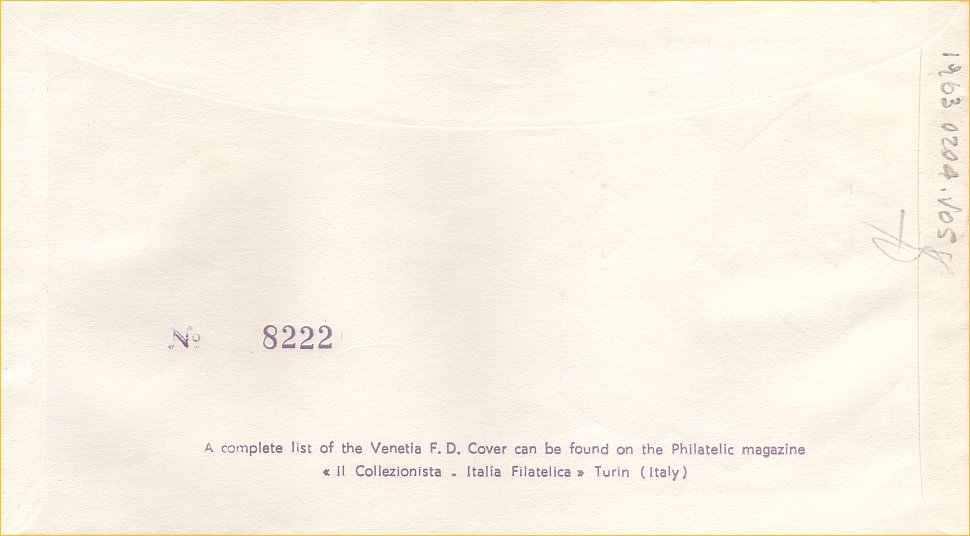 No 8222
A complete list of the Venetia F. D. Cover can be found on the Philatelic magazine
« Il Collezionista - Italia Filatelica » Turin (Italy)
1963 0204.